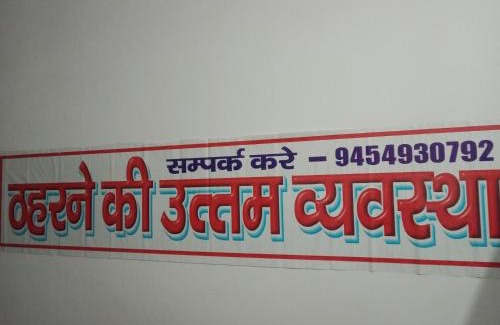 सम्पर्क करे – 9454930792
ठहरने की उत्तम व्यवस्था